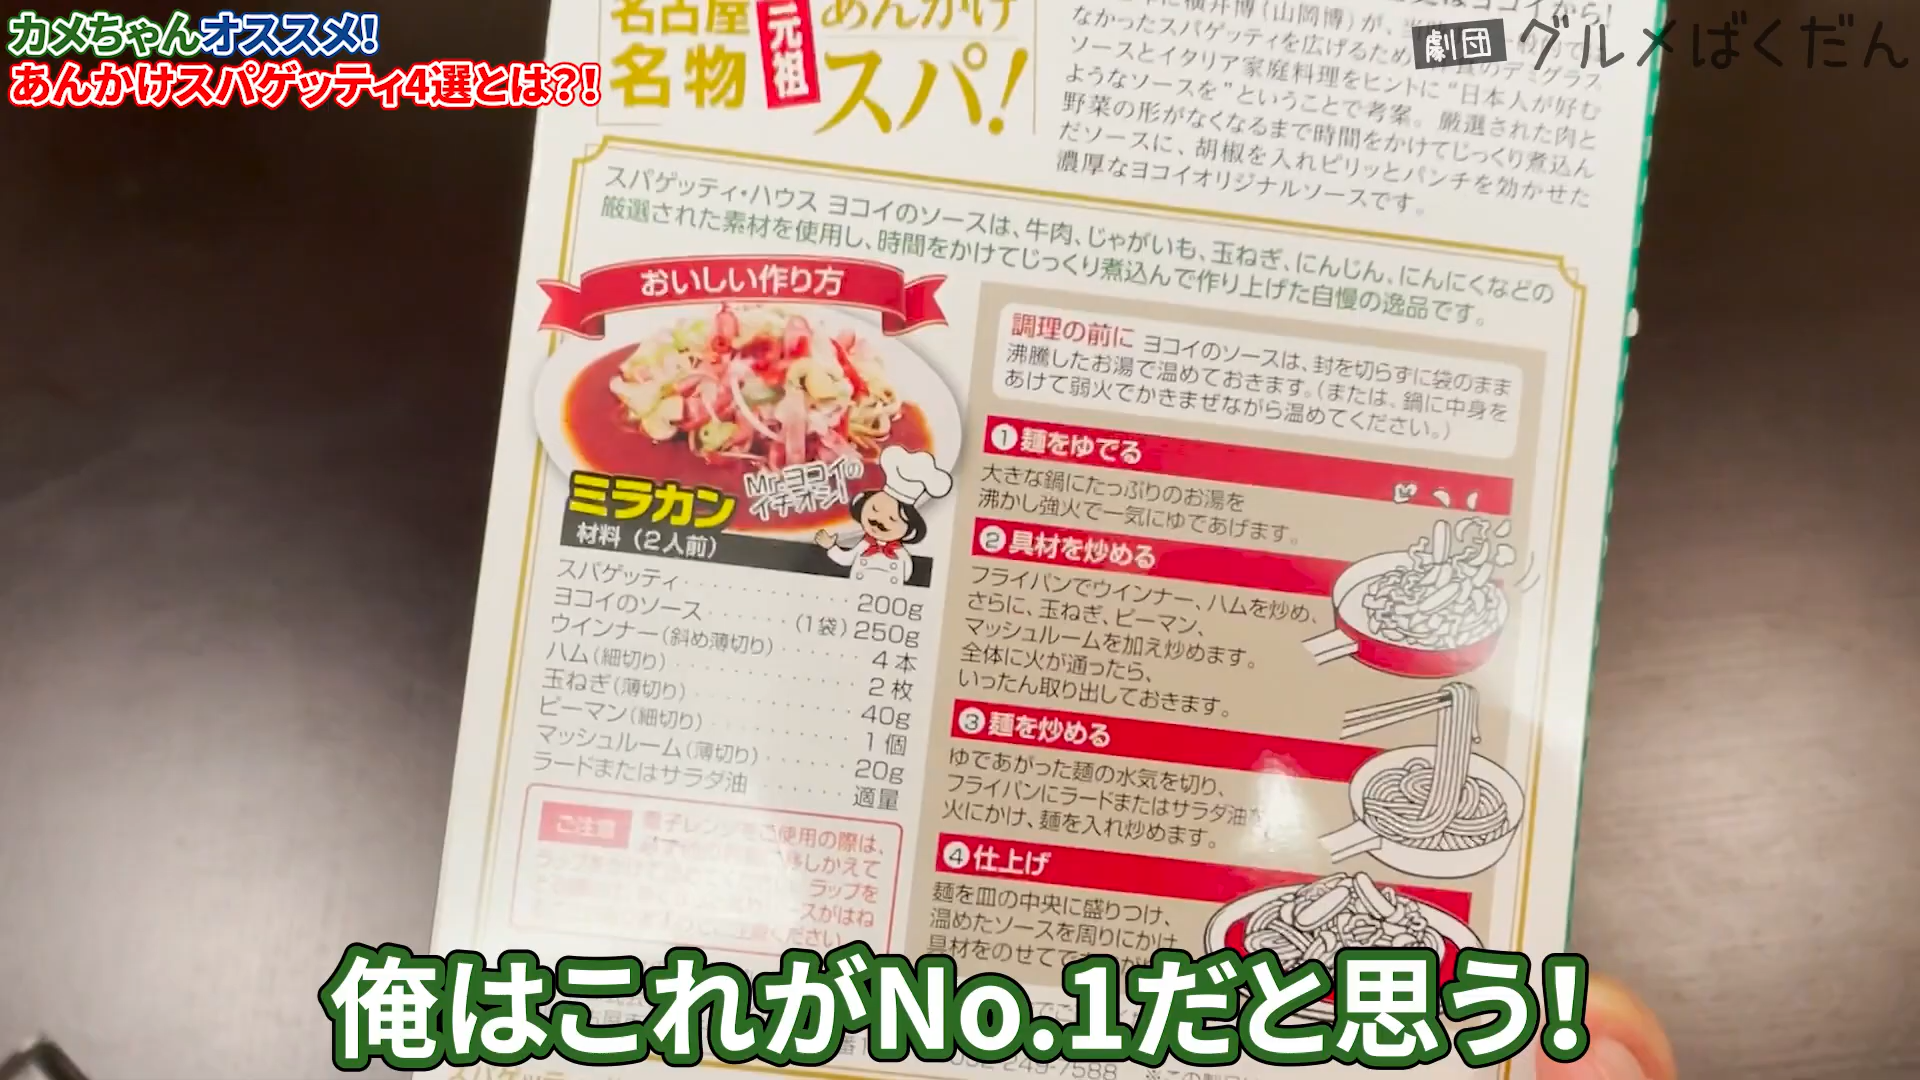 カメちゃんオススメ!
あんかけスパゲッティ4選とは?!
劇団 グルメばくだん
名古屋
名物
元祖
あんかけ
スパ!
なかったスパゲッティを広げるため
ソースとイタリア家庭料理をヒントに“日本人が好む
ようなソースを”ということで考案。厳選された肉と
野菜の形がなくなるまで時間をかけてじっくり煮込ん
だソースに、胡椒を入れピリッとパンチを効かせた
濃厚なヨコイオリジナルソースです。
スパゲッティ・ハウス ヨコイのソースは、牛肉、じゃがいも、玉ねぎ、にんじん、にんにくなどの
厳選された素材を使用し、時間をかけてじっくり煮込んで作り上げた自慢の逸品です。
おいしい作り方
ミラカン
Mr.ヨコイの
イチオシ!
材料(2人前)
スパゲッティ 200g
ヨコイのソース (1袋)250g
ウインナー(斜め薄切り) 4本
ハム(細切り) 2枚
玉ねぎ(薄切り) 40g
ピーマン(細切り) 1個
マッシュルーム(薄切り) 20g
ラードまたはサラダ油 適量
ご注意
調理の前に ヨコイのソースは、封を切らずに袋のまま
沸騰したお湯で温めておきます。(または、鍋に中身を
あけて弱火でかきまぜながら温めてください。)
1 麺をゆでる
大きな鍋にたっぷりのお湯を
沸かし強火で一気にゆであげます。
2 具材を炒める
フライパンでウインナー、ハムを炒め、
さらに、玉ねぎ、ピーマン、
マッシュルームを加え炒めます。
全体に火が通ったら、
いったん取り出しておきます。
3 麺を炒める
ゆであがった麺の水気を切り、
フライパンにラードまたはサラダ油を
火にかけ、麺を入れ炒めます。
4 仕上げ
麺を皿の中央に盛りつけ、
温めたソースを周りにかけ
具材をのせて
俺はこれがNo.1だと思う!